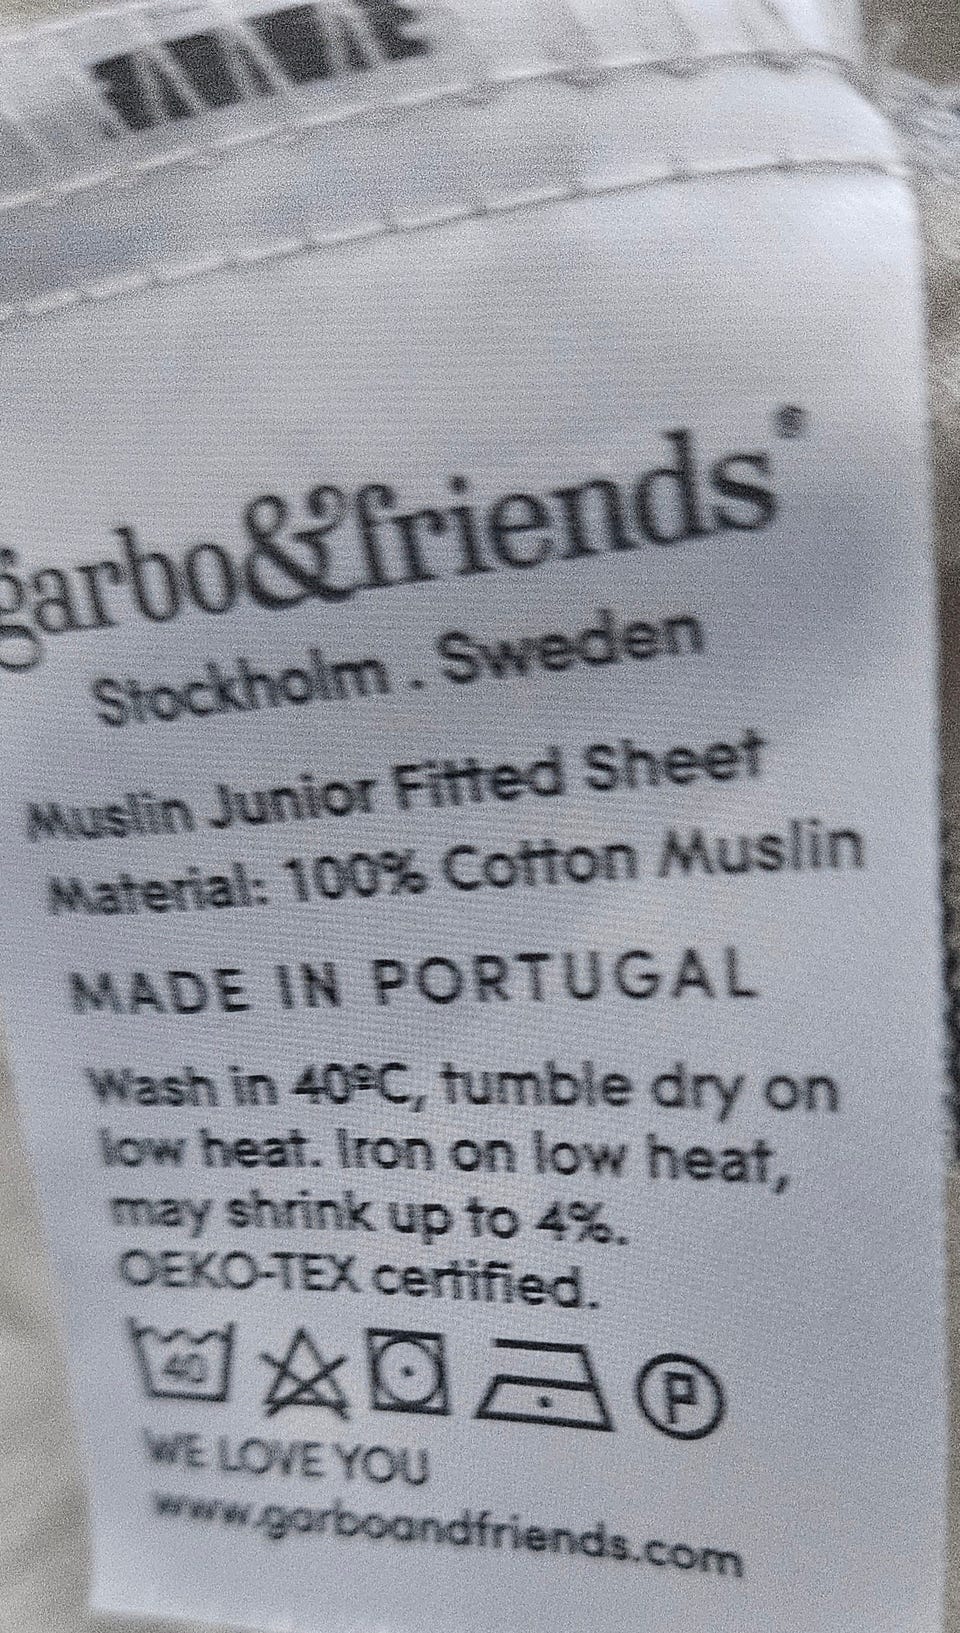 garbo&friends®
Stockholm . Sweden
Muslin Junior Fitted Sheet
Material: 100% Cotton Muslin
MADE IN PORTUGAL
Wash in 40ºC, tumble dry on
low heat. Iron on low heat,
may shrink up to 4%.
OEKO-TEX certified.
40 P
WE LOVE YOU
www.garboandfriends.com